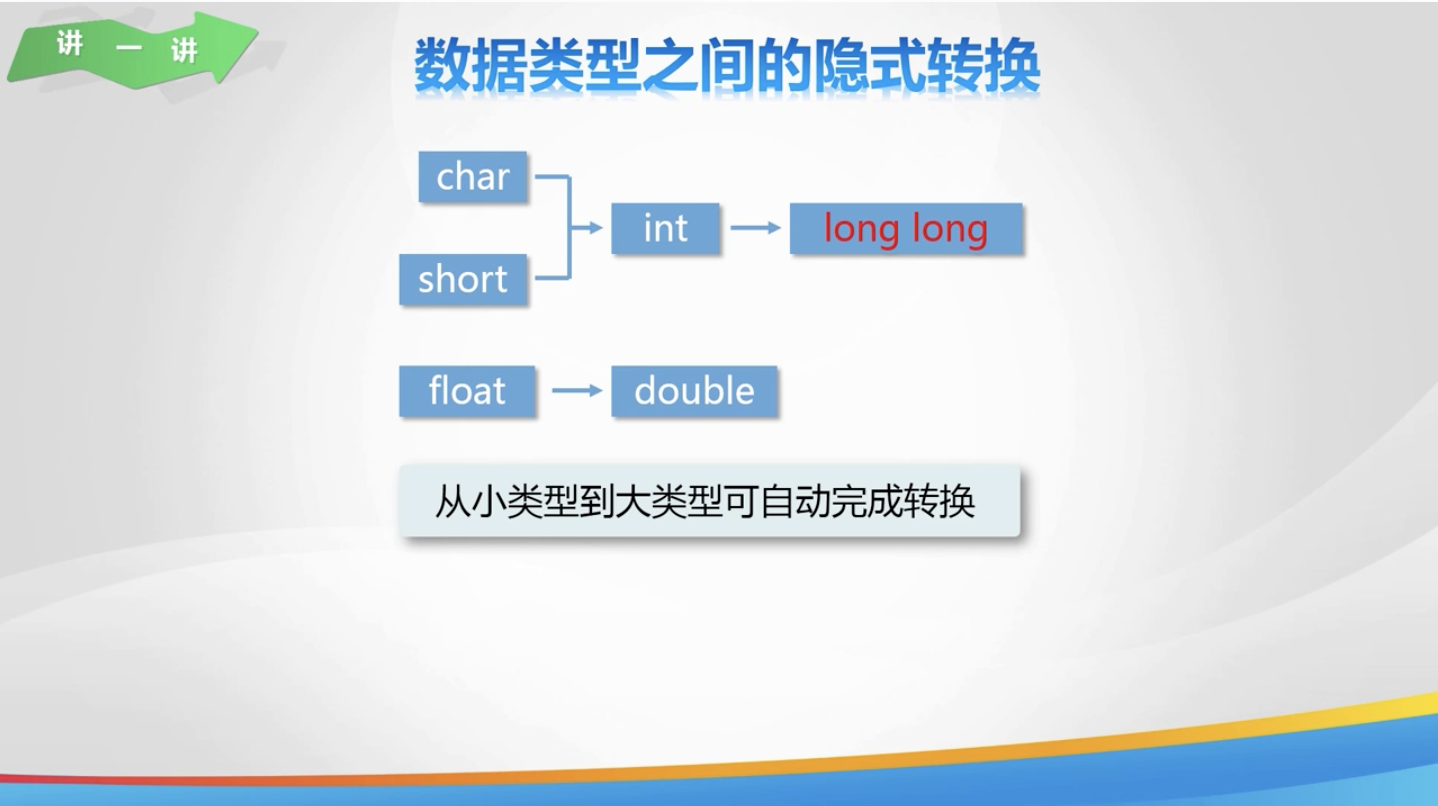 讲一讲
数据类型之间的隐式转换
char
int
long long
short
float
double
从小类型到大类型可自动完成转换